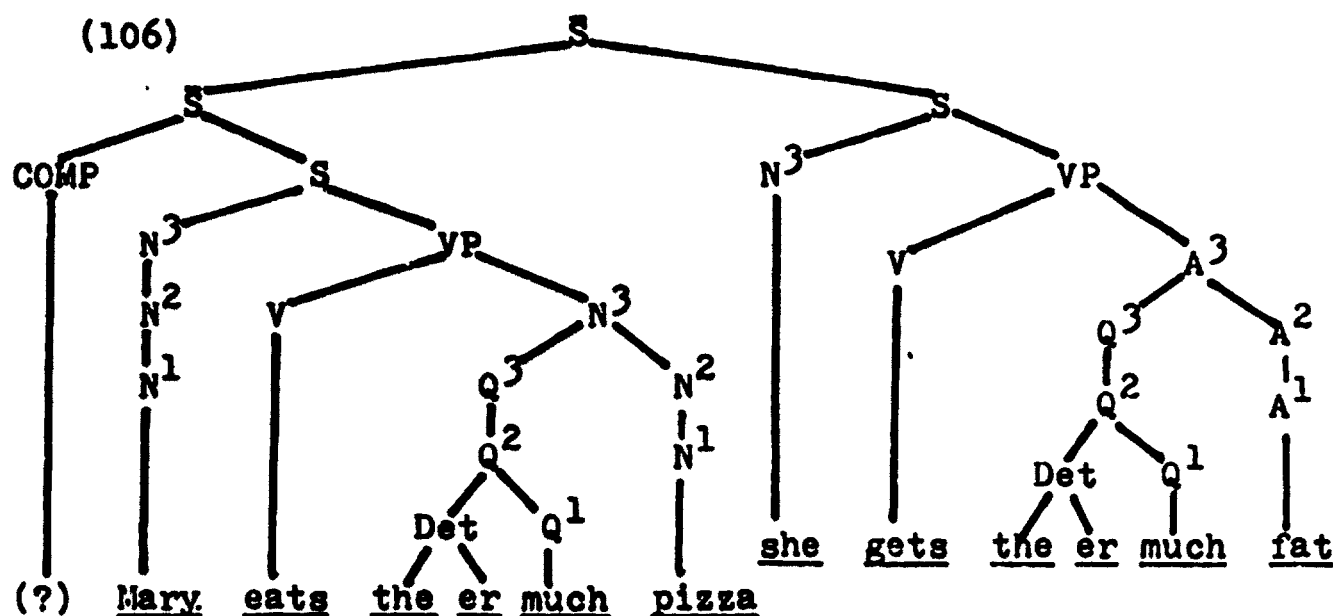 (106) S̄
S̄ S
COMP S N³ VP
N³ VP V A³
N² V N³ Q³ A²
N¹ Q³ N² Q² A¹
Q² N¹ Det Q¹
Det Q¹
she gets the er much fat
(?) Mary eats the er much pizza